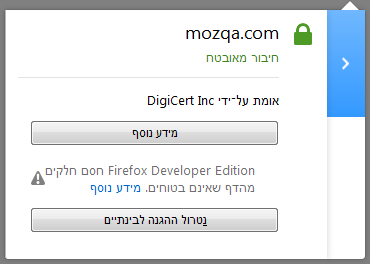 mozqa.com
חיבור מאובטח
אומת על־ידי DigiCert Inc
מידע נוסף
Firefox Developer Edition חסם חלקים
מהדף שאינם בטוחים. מידע נוסף
נַטרול ההגנה לבינתיים